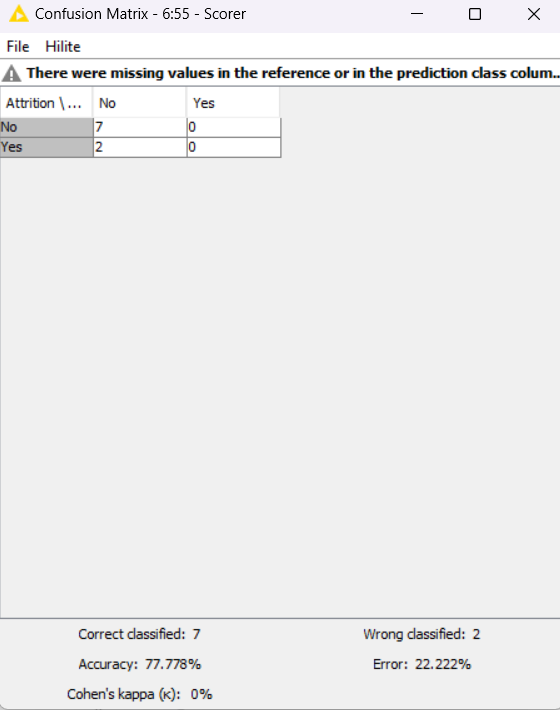 Confusion Matrix - 6:55 - Scorer
File Hilite
There were missing values in the reference or in the prediction class colum...
Attrition \ ... No Yes
No 7 0
Yes 2 0
Correct classified: 7 Wrong classified: 2
Accuracy: 77.778% Error: 22.222%
Cohen's kappa (κ): 0%